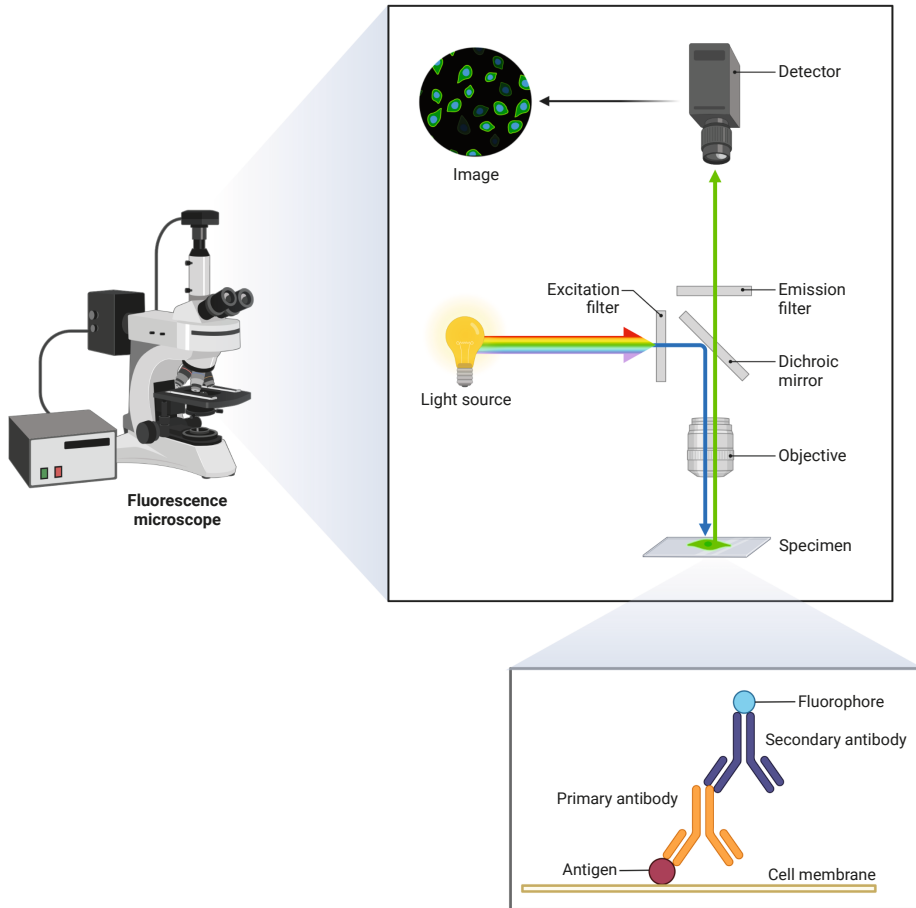 Detector
Image
Excitation
filter
Emission
filter
Dichroic
mirror
Light source
Objective
Fluorescence
microscope
Specimen
Fluorophore
Secondary antibody
Primary antibody
Antigen
Cell membrane